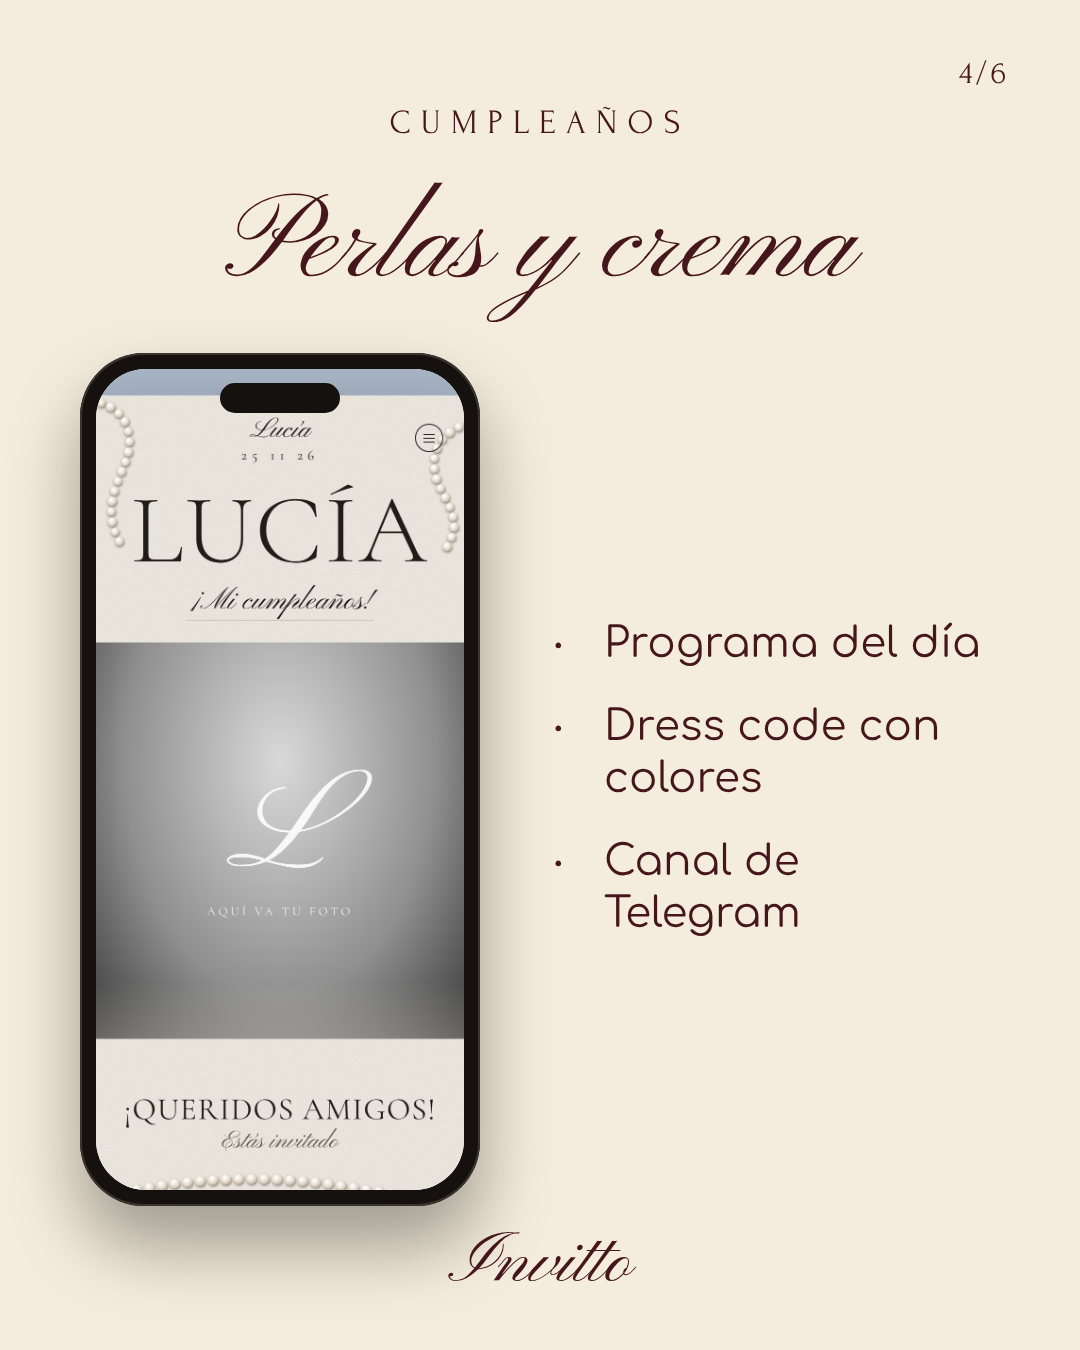 4/6
CUMPLEAÑOS
Perlas y crema
Lucía
25 11 26
LUCÍA
¡Mi cumpleaños!
L
AQUÍ VA TU FOTO
¡QUERIDOS AMIGOS!
Estás invitado
· Programa del día
· Dress code con
colores
· Canal de
Telegram
Invitto